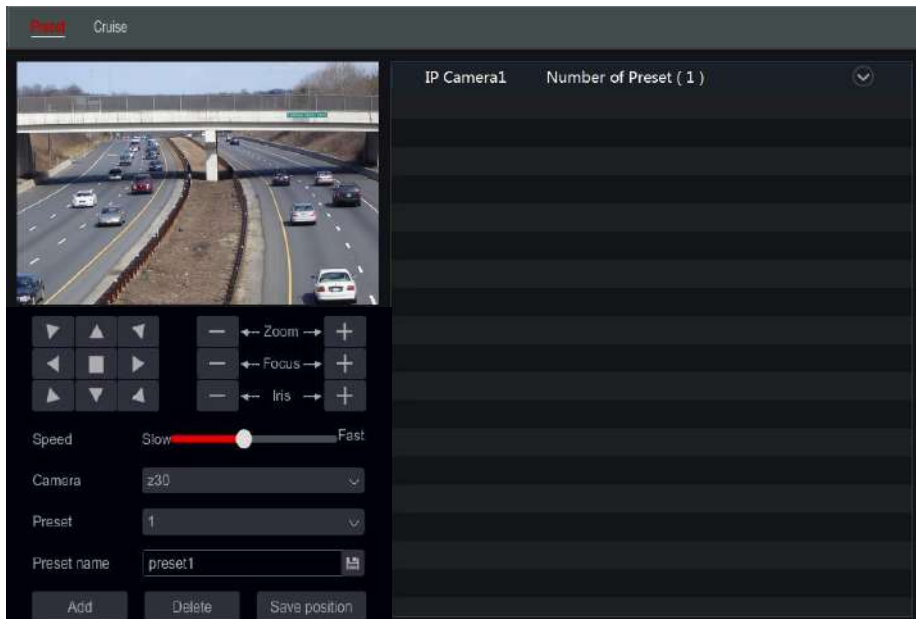 Preset Cruise
IP Camera1 Number of Preset ( 1 )
Zoom
Focus
Iris
Speed Slow Fast
Camera z30
Preset 1
Preset name preset1
Add Delete Save position